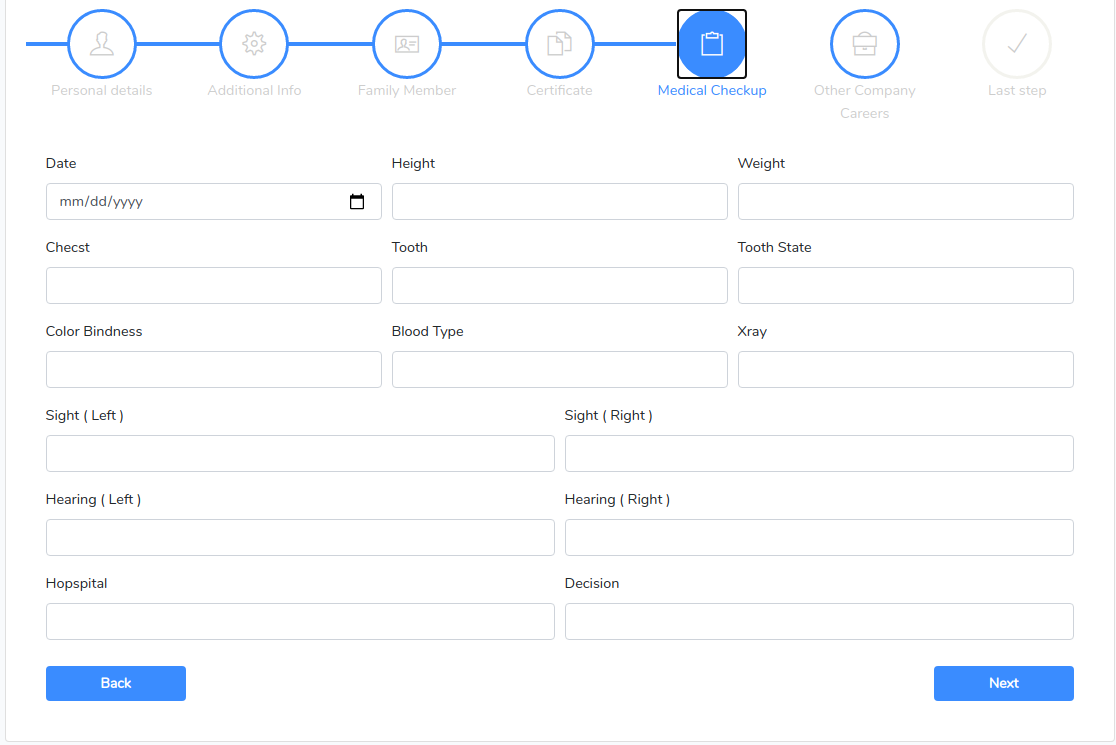 Personal details
Additional Info
Family Member
Certificate
Medical Checkup
Other Company
Careers
Last step
Date
Height
Weight
mm/dd/yyyy
Checst
Tooth
Tooth State
Color Bindness
Blood Type
Xray
Sight ( Left )
Sight ( Right )
Hearing ( Left )
Hearing ( Right )
Hopspital
Decision
Back
Next